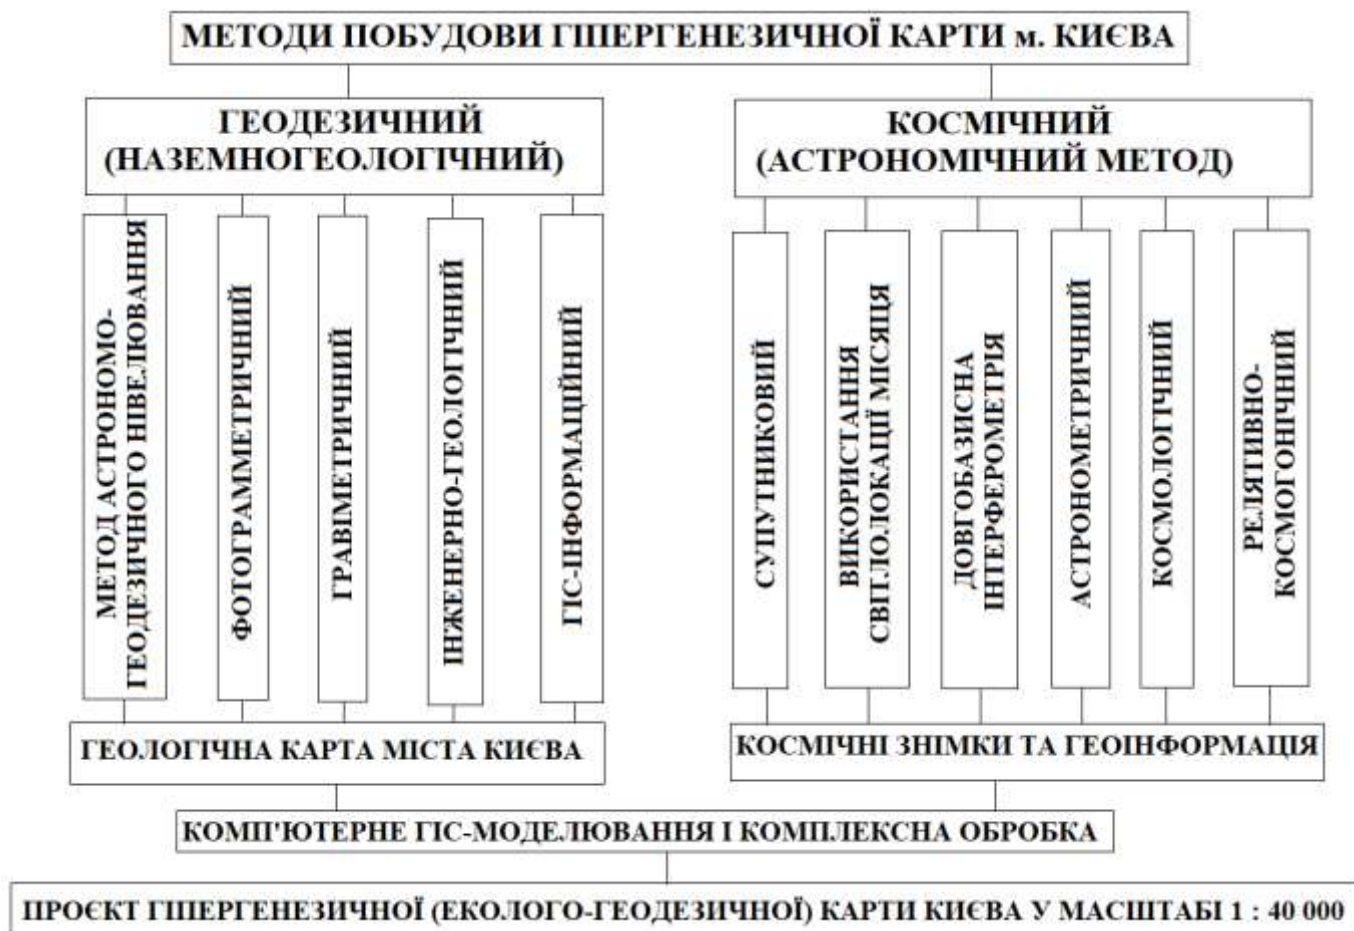 МЕТОДИ ПОБУДОВИ ГІПЕРГЕНЕЗИЧНОЇ КАРТИ м. КИЄВА
ГЕОДЕЗИЧНИЙ
(НАЗЕМНОГЕОЛОГІЧНИЙ)
КОСМІЧНИЙ
(АСТРОНОМІЧНИЙ МЕТОД)
МЕТОД АСТРОНОМО-
ГЕОДЕЗИЧНОГО НІВЕЛЮВАННЯ
ФОТОГРАММЕТРИЧНИЙ
ГРАВІМЕТРИЧНИЙ
ІНЖЕНЕРНО-ГЕОЛОГІЧНИЙ
ГІС-ІНФОРМАЦІЙНИЙ
СУПУТНИКОВИЙ
ВИКОРИСТАННЯ
СВІТЛОЛОКАЦІЇ МІСЯЦЯ
ДОВГОБАЗИСНА
ІНТЕРФЕРОМЕТРІЯ
АСТРОНОМЕТРИЧНИЙ
КОСМОЛОГІЧНИЙ
РЕЛЯТИВНО-
КОСМОГОНІЧНИЙ
ГЕОЛОГІЧНА КАРТА МІСТА КИЄВА
КОСМІЧНІ ЗНІМКИ ТА ГЕОІНФОРМАЦІЯ
КОМП'ЮТЕРНЕ ГІС-МОДЕЛЮВАННЯ І КОМПЛЕКСНА ОБРОБКА
ПРОЄКТ ГІПЕРГЕНЕЗИЧНОЇ (ЕКОЛОГО-ГЕОДЕЗИЧНОЇ) КАРТИ КИЄВА У МАСШТАБІ 1 : 40 000